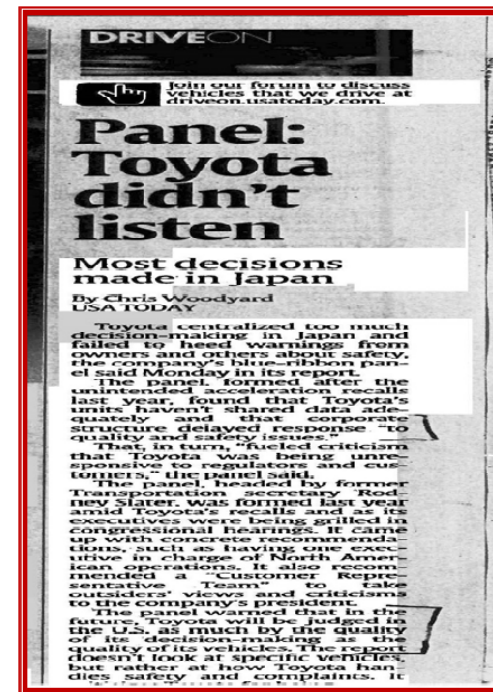 DRIVEON
Join our forum to discuss
vehicles that we drive at
driveon.usatoday.com.
Panel:
Toyota
didn't
listen
Most decisions
made in Japan
By Chris Woodyard
USA TODAY
Toyota centralized too much
decision-making in Japan and
failed to heed warnings from
owners and others about safety,
the company's blue-ribbon pan-
el said Monday in its report.
The panel, formed after the
unintended acceleration recalls
last year, found that Toyota's
units haven't shared data ade-
quately and that corporate
structure delayed response "to
quality and safety issues."
That, in turn, "fueled criticism
that Toyota was being unre-
sponsive to regulators and cus-
tomers," the panel said.
The panel, headed by former
Transportation secretary Rod-
ney Slater, was formed last year
amid Toyota's recalls and as its
executives were being grilled in
congressional hearings. It came
up with concrete recommenda-
tions, such as having one exec-
utive in charge of North Amer-
ican operations. It also recom-
mended a "Customer Repre-
sentative Team" to take
outsiders' views and criticisms
to the company's president.
The panel warned that in the
future, Toyota will be judged in
the U.S. as much by the quality
of its decision-making as the
quality of its vehicles. The report
doesn't look at specific vehicles,
but rather at how Toyota han-
dles safety and complaints. It